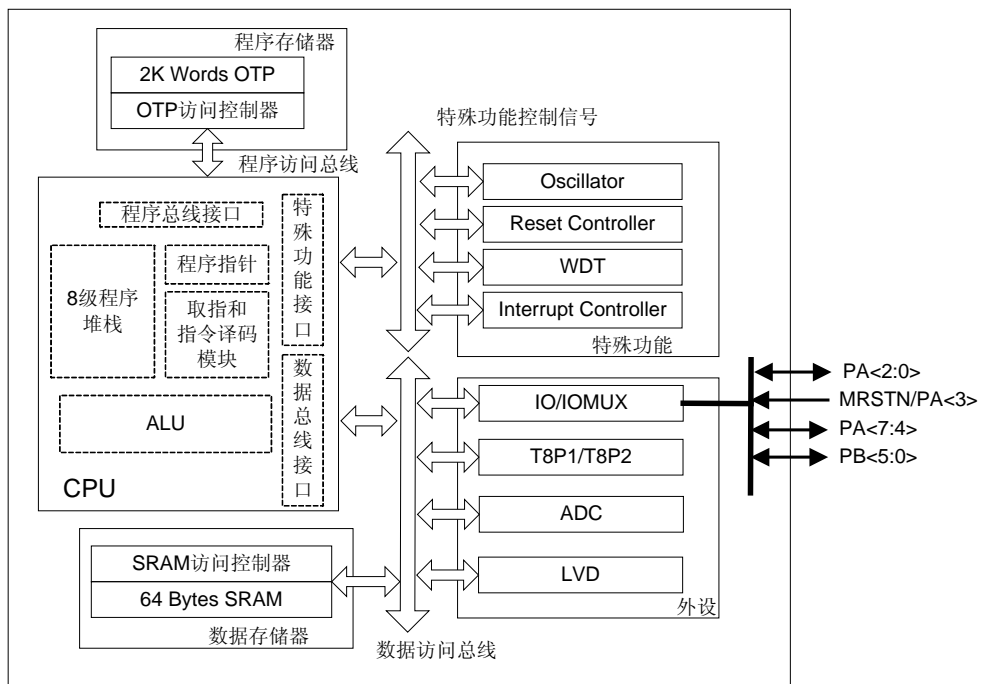 程序存储器
2K Words OTP
OTP访问控制器
程序访问总线
程序总线接口
8级程序
堆栈
程序指针
取指和
指令译码
模块
ALU
CPU
特
殊
功
能
接
口
数
据
总
线
接
口
SRAM访问控制器
64 Bytes SRAM
数据存储器
特殊功能控制信号
Oscillator
Reset Controller
WDT
Interrupt Controller
特殊功能
IO/IOMUX
T8P1/T8P2
ADC
LVD
外设
数据访问总线
PA<2:0>
MRSTN/PA<3>
PA<7:4>
PB<5:0>